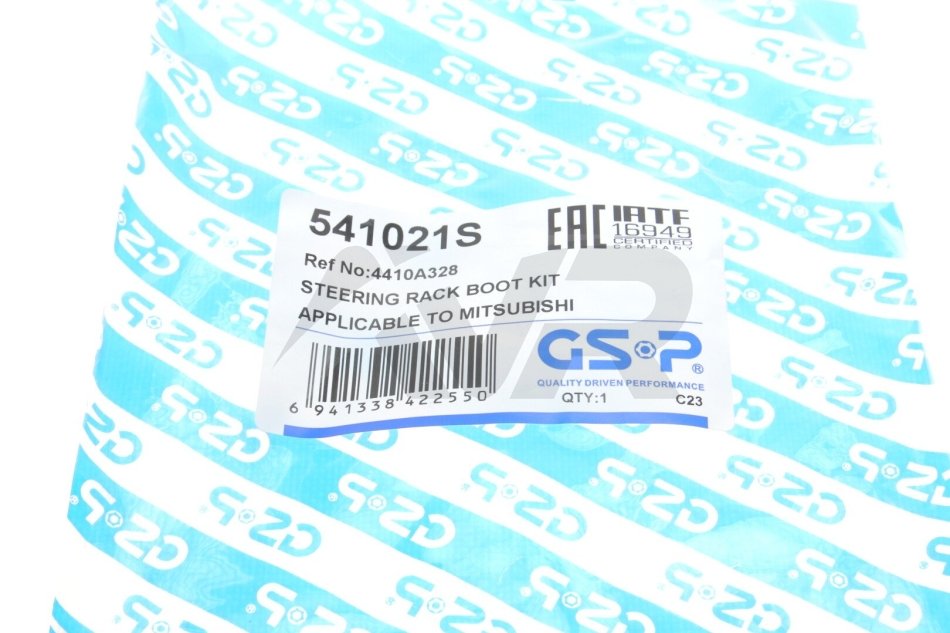 541021S
EAC
IATF
16949
CERTIFIED
COMPANY
Ref No:4410A328
STEERING RACK BOOT KIT
APPLICABLE TO MITSUBISHI
GSP®
QUALITY DRIVEN PERFORMANCE
QTY:1
C23
6 941338 422550